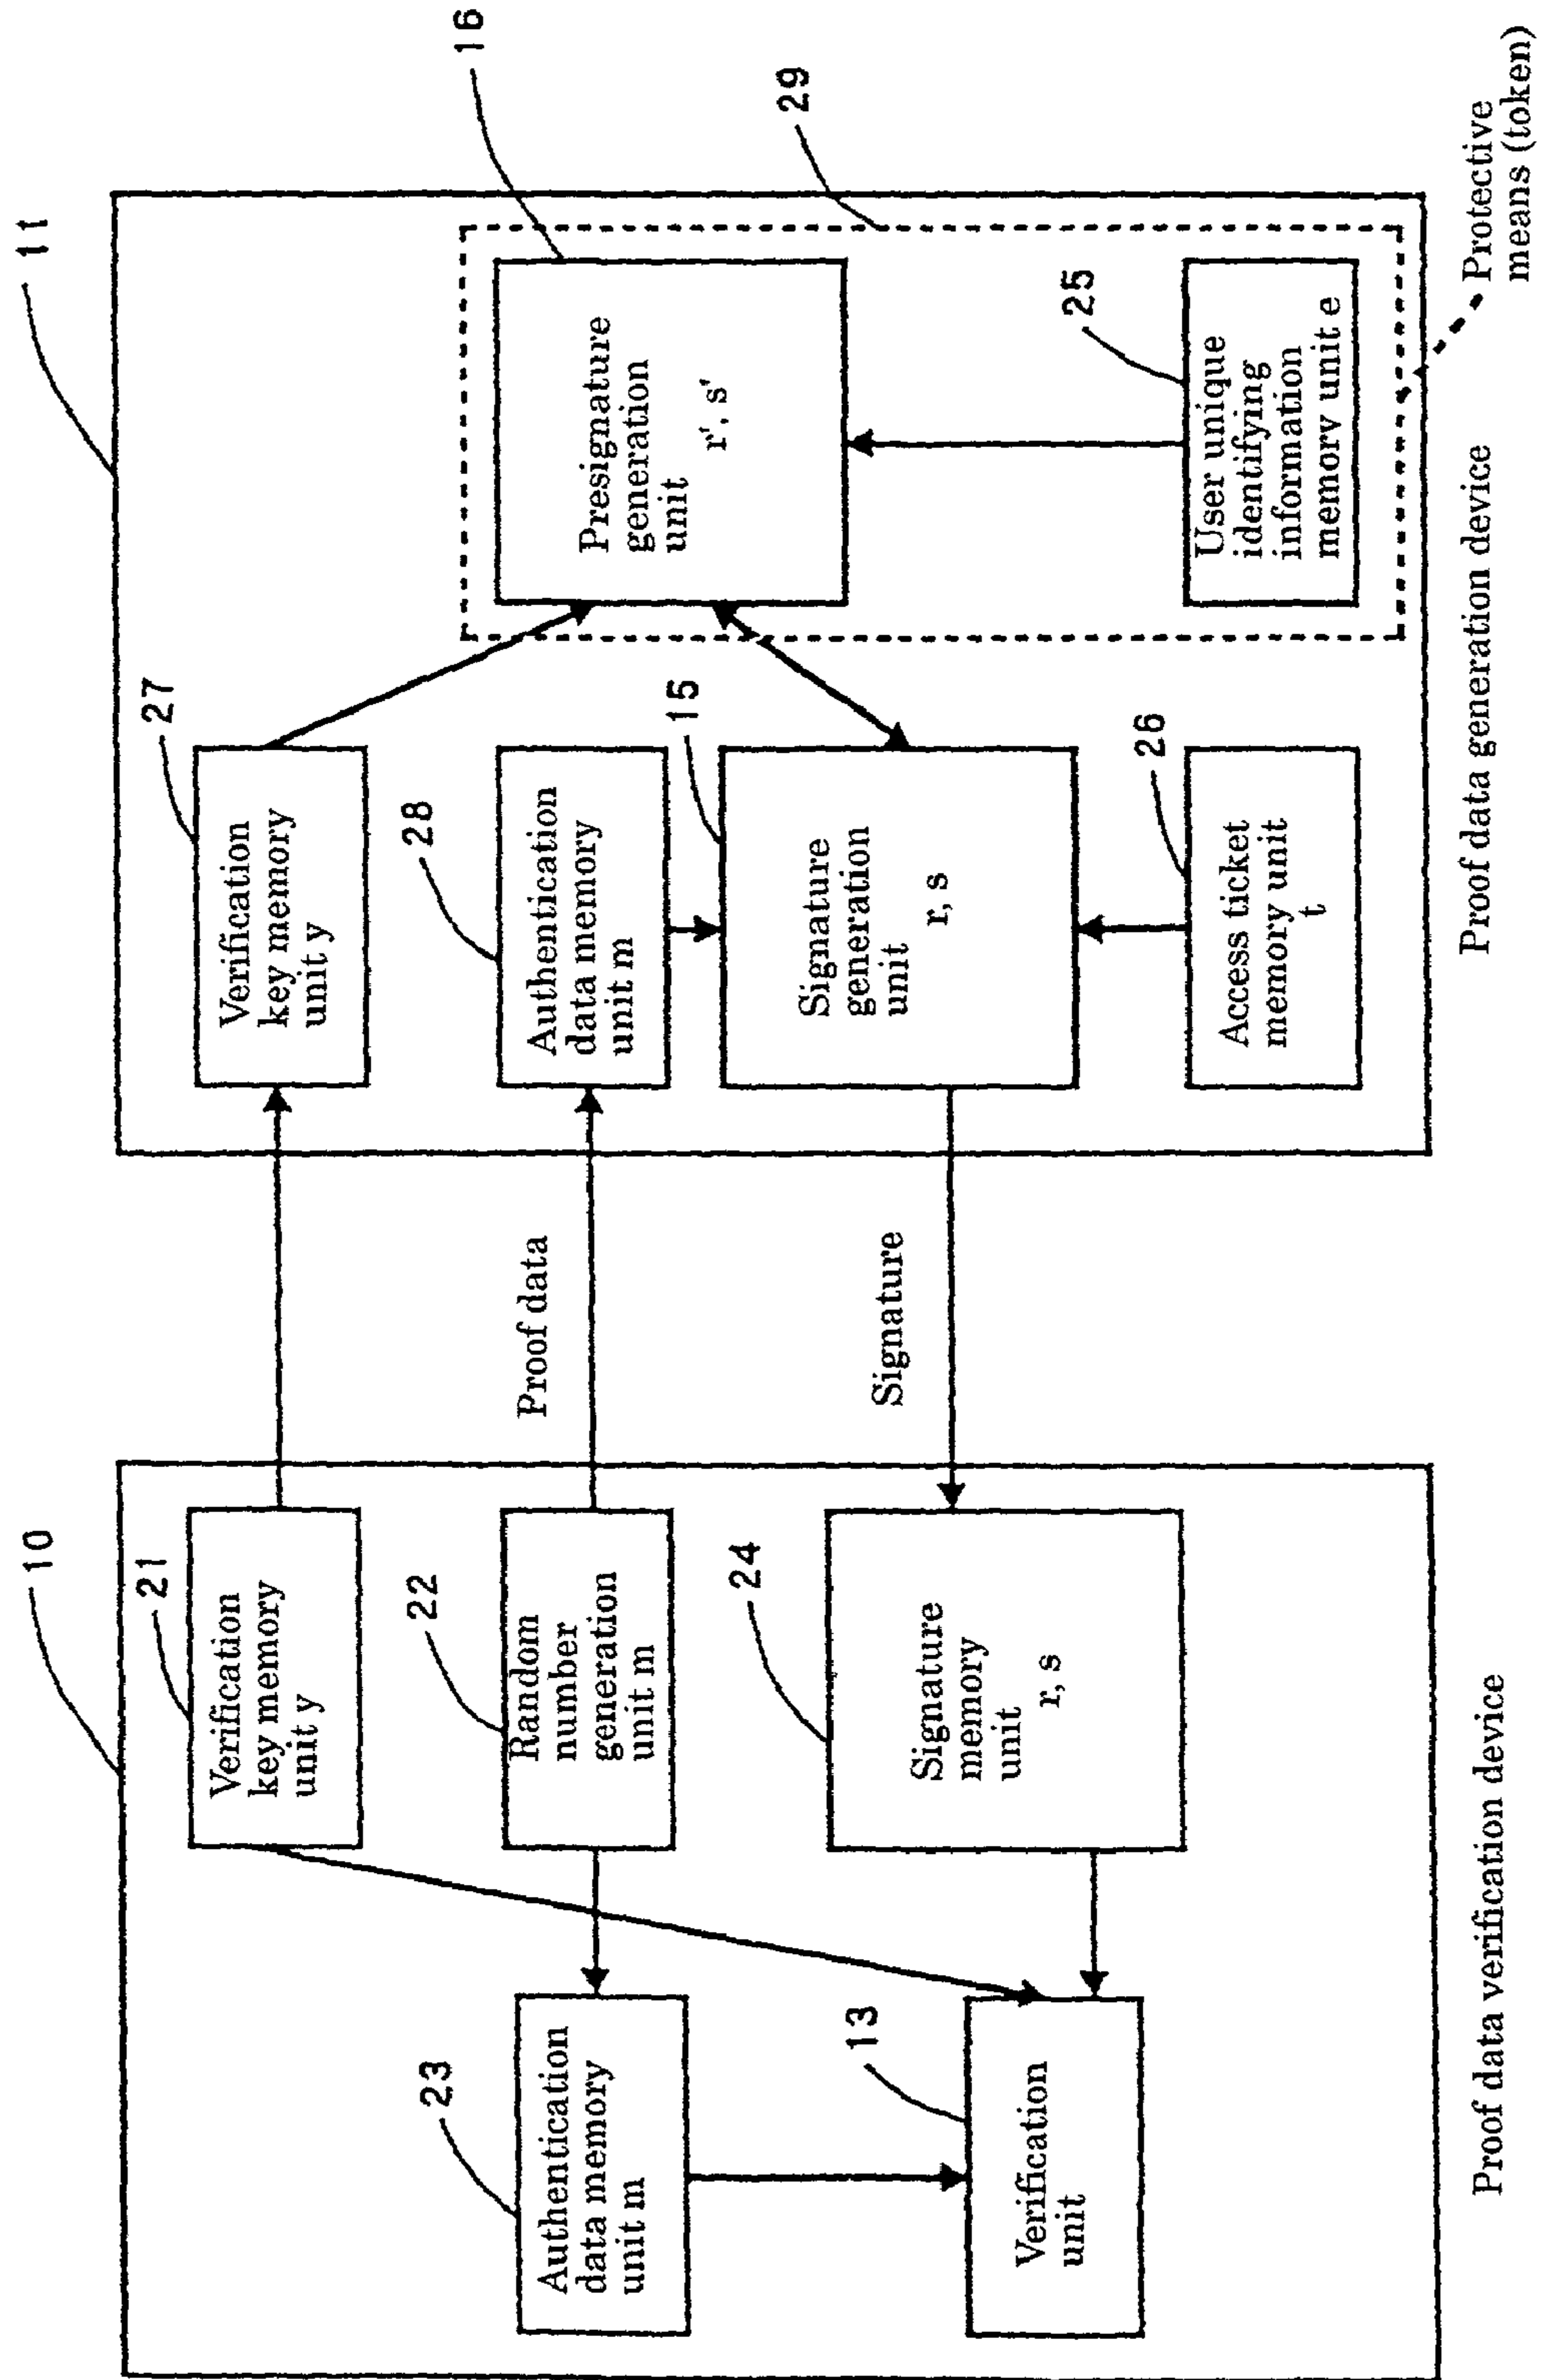 10
21
Verification
key memory
unit y
22
Random
number
generation
unit m
23
Authentication
data memory
unit m
24
Signature
memory
unit
r, s
13
Verification
unit
Proof data verification device
Proof data
Signature
11
27
Verification
key memory
unit y
28
Authentication
data memory
unit m
15
Signature
generation
unit
r, s
26
Access ticket
memory unit
t
16
Presignature
generation
unit
r', s'
29
25
User unique
identifying
information
memory unit e
Proof data generation device
Protective
means (token)